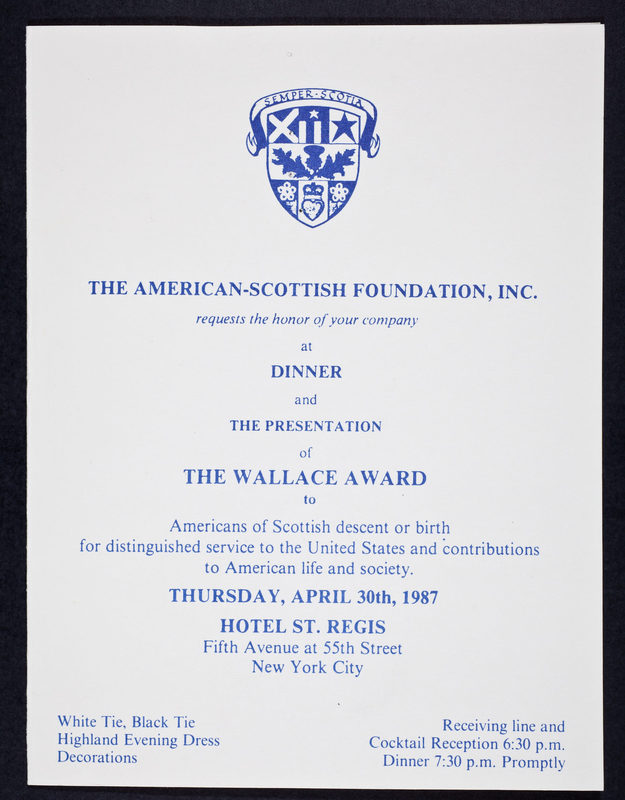 SEMPER·SCOTIA
THE AMERICAN-SCOTTISH FOUNDATION, INC.
requests the honor of your company
at
DINNER
and
THE PRESENTATION
of
THE WALLACE AWARD
to
Americans of Scottish descent or birth
for distinguished service to the United States and contributions
to American life and society.
THURSDAY, APRIL 30th, 1987
HOTEL ST. REGIS
Fifth Avenue at 55th Street
New York City
White Tie, Black Tie
Highland Evening Dress
Decorations
Receiving line and
Cocktail Reception 6:30 p.m.
Dinner 7:30 p.m. Promptly